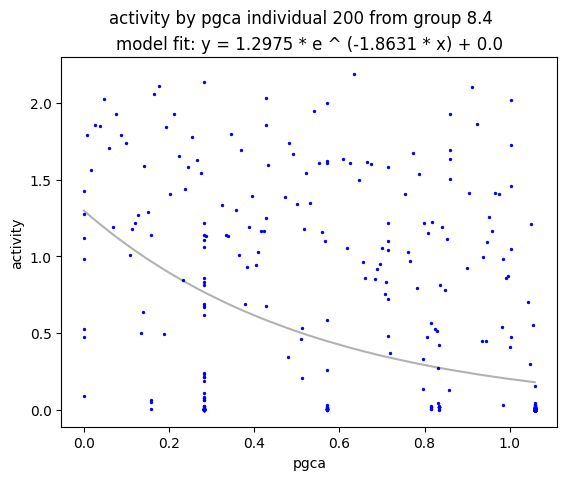 activity by pgca individual 200 from group 8.4
model fit: y = 1.2975 * e ^ (-1.8631 * x) + 0.0
2.0
1.5
1.0
0.5
0.0
activity
0.0 0.2 0.4 0.6 0.8 1.0
pgca